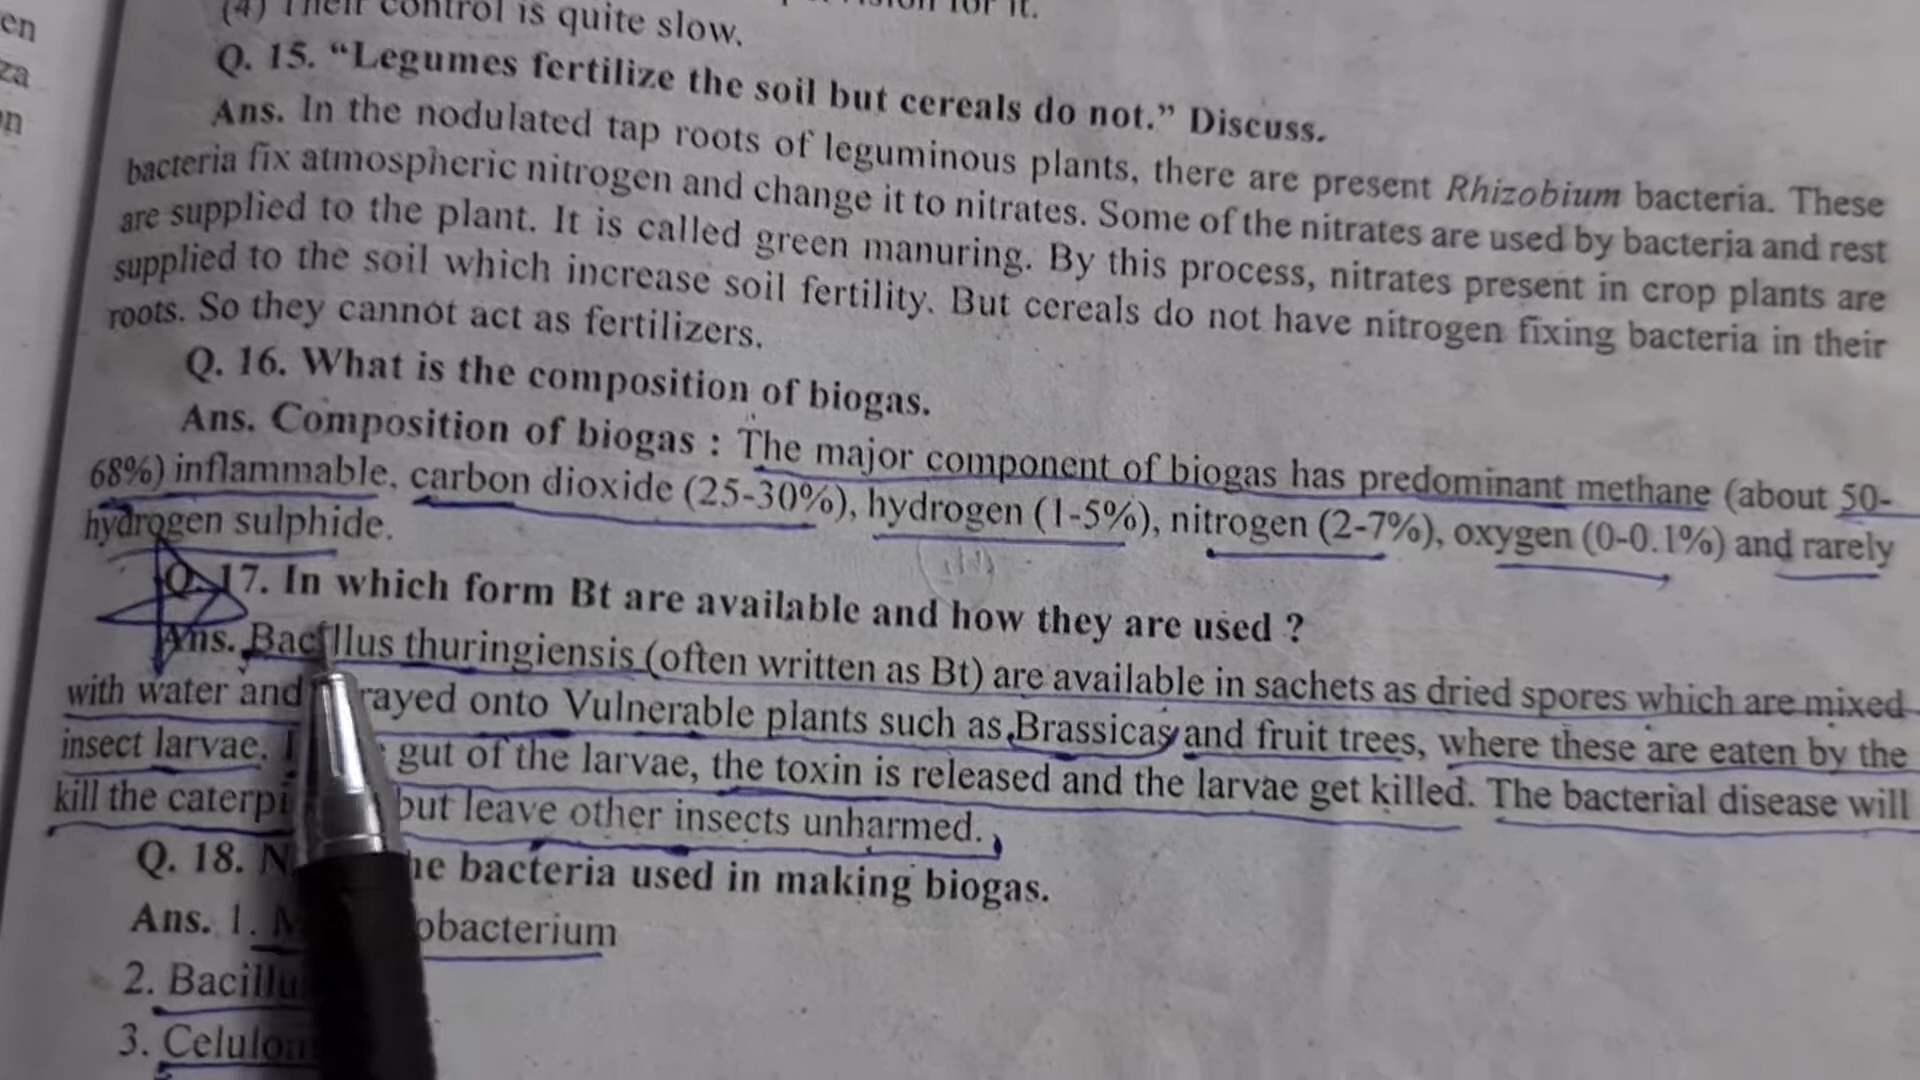 en
za
on
(4) Their control is quite slow.
for it.
Q. 15. “Legumes fertilize the soil but cereals do not.” Discuss.
Ans. In the nodulated tap roots of leguminous plants, there are present Rhizobium bacteria. These
bacteria fix atmospheric nitrogen and change it to nitrates. Some of the nitrates are used by bacteria and rest
are supplied to the plant. It is called green manuring. By this process, nitrates present in crop plants are
supplied to the soil which increase soil fertility. But cereals do not have nitrogen fixing bacteria in their
roots. So they cannot act as fertilizers.
Q. 16. What is the composition of biogas.
Ans. Composition of biogas : The major component of biogas has predominant methane (about 50-
68%) inflammable, carbon dioxide (25-30%), hydrogen (1-5%), nitrogen (2-7%), oxygen (0-0.1%) and rarely
hydrogen sulphide.
Q. 17. In which form Bt are available and how they are used ?
Ans. Bacillus thuringiensis (often written as Bt) are available in sachets as dried spores which are mixed
with water and rayed onto Vulnerable plants such as Brassicas and fruit trees, where these are eaten by the
insect larvae. gut of the larvae, the toxin is released and the larvae get killed. The bacterial disease will
kill the caterpi but leave other insects unharmed.
Q. 18. N he bacteria used in making biogas.
Ans. 1. M obacterium
2. Bacillu
3. Celulom